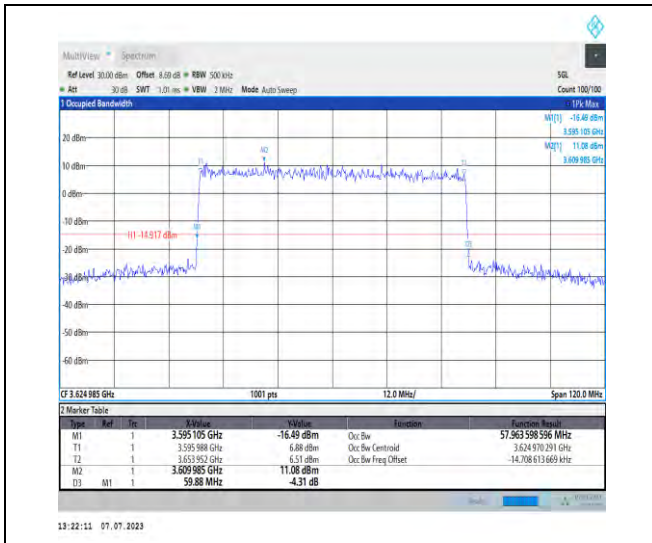 MultiView Spectrum
Ref Level 30.00 dBm Offset 8.69 dB RBW 500 kHz SGL
Att 30 dB SWT 1.01 ms VBW 2 MHz Mode Auto Sweep Count 100/100
1 Occupied Bandwidth 1Pk Max
M1[1] -16.49 dBm
3.595 105 GHz
M2[1] 11.08 dBm
3.609 985 GHz
20 dBm
M2
10 dBm
T1
0 dBm
-10 dBm
H1 -14.917 dBm
M1
-20 dBm
D3
-30 dBm
-40 dBm
-50 dBm
-60 dBm
CF 3.624 985 GHz 1001 pts 12.0 MHz/ Span 120.0 MHz
2 Marker Table
Type Ref Trc X-Value Y-Value Function Function Result
M1 1 3.595 105 GHz -16.49 dBm Occ Bw 57.963 598 596 MHz
T1 1 3.595 988 GHz 6.88 dBm Occ Bw Centroid 3.624 970 291 GHz
T2 1 3.653 952 GHz 6.51 dBm Occ Bw Freq Offset -14.708 613 669 kHz
M2 1 3.609 985 GHz 11.08 dBm
D3 M1 1 59.88 MHz -4.31 dB
13:22:11 07.07.2023